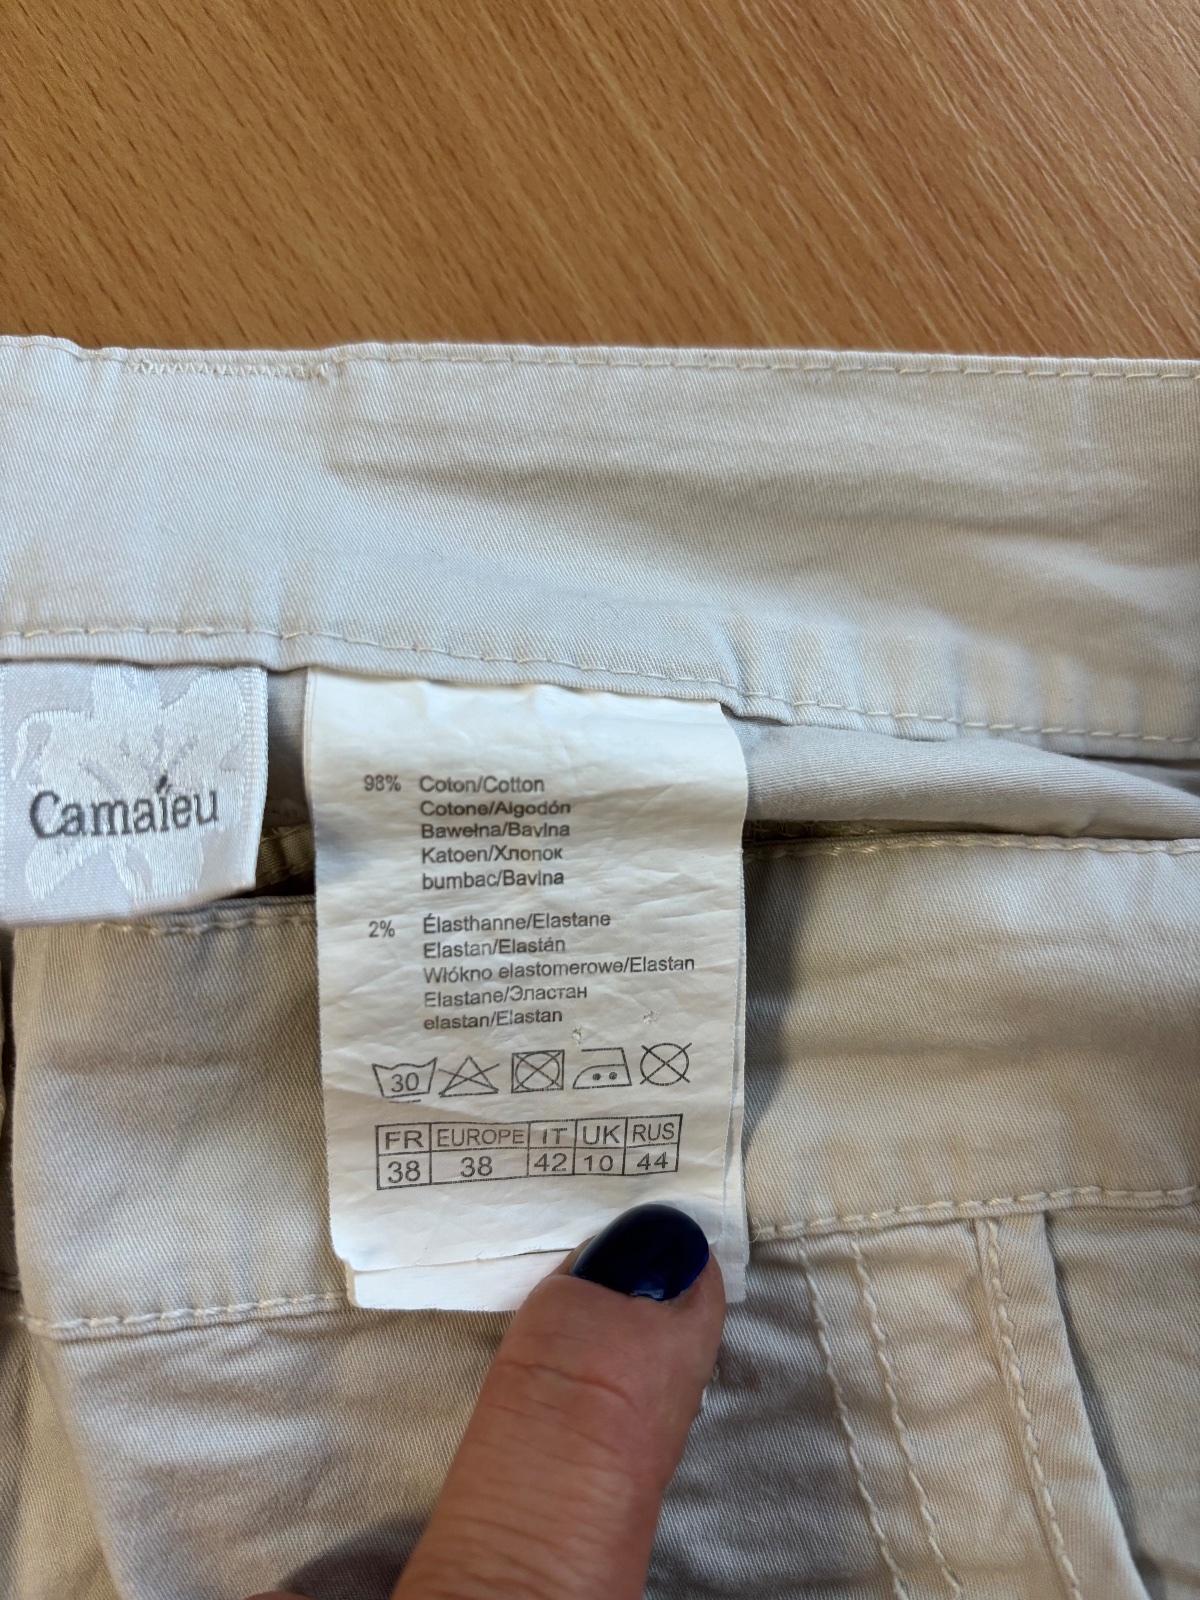 Camaïeu
98% Coton/Cotton
Cotone/Algodón
Bawełna/Bavlna
Katoen/Хлопок
bumbac/Bavlna
2% Élasthanne/Elastane
Elastan/Elastán
Włókno elastomerowe/Elastan
Elastane/Эластан
elastan/Elastan
30
FR EUROPE IT UK RUS
38 38 42 10 44